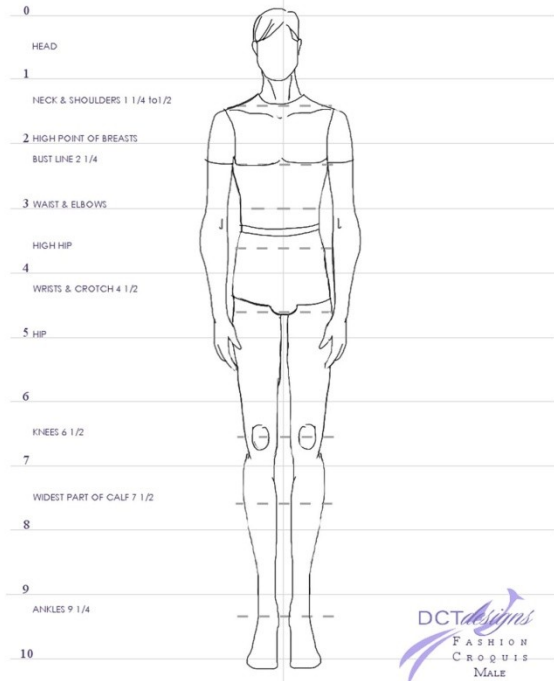 0
HEAD
1
NECK & SHOULDERS 1 1/4 to1/2
2 HIGH POINT OF BREASTS
BUST LINE 2 1/4
3 WAIST & ELBOWS
HIGH HIP
4
WRISTS & CROTCH 4 1/2
5 HIP
6
KNEES 6 1/2
7
WIDEST PART OF CALF 7 1/2
8
9
ANKLES 9 1/4
10
DCTdesigns
FASHION
CROQUIS
MALE